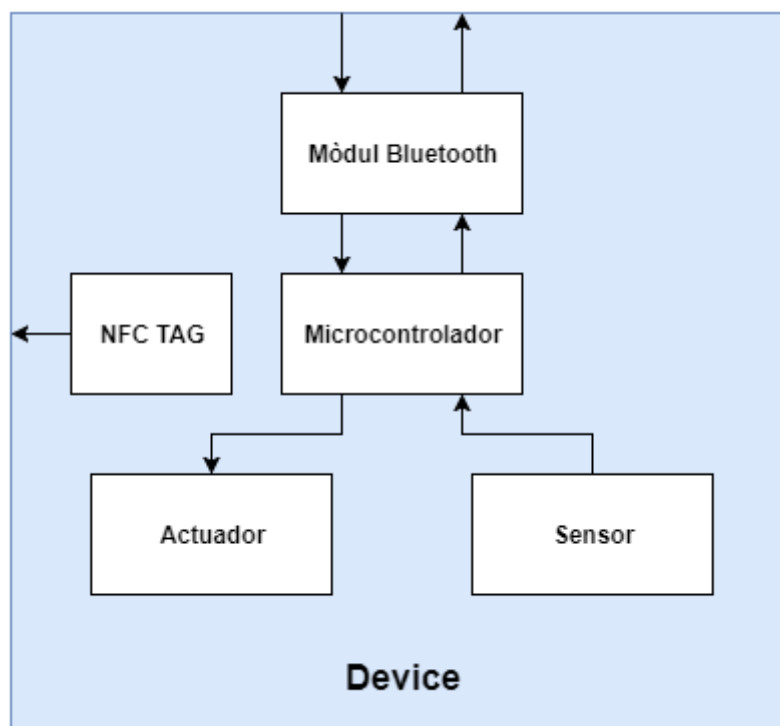 Mòdul Bluetooth
NFC TAG
Microcontrolador
Actuador
Sensor
Device